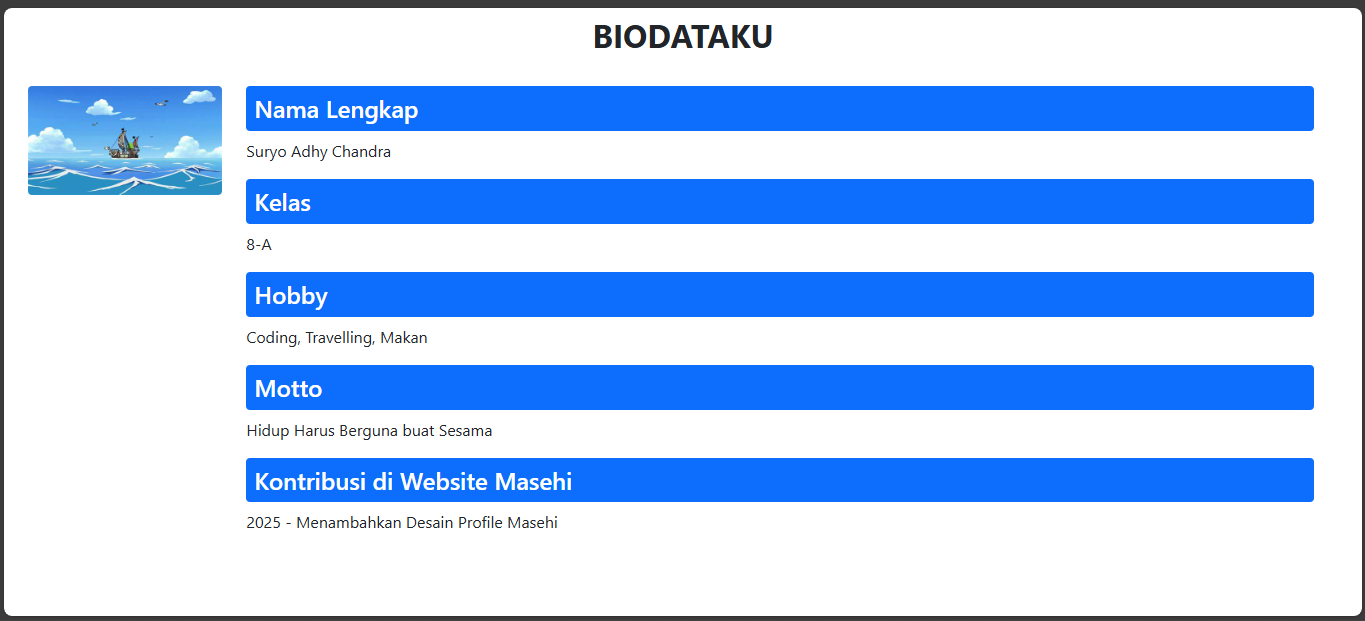 BIODATAKU
Nama Lengkap
Suryo Adhy Chandra
Kelas
8-A
Hobby
Coding, Travelling, Makan
Motto
Hidup Harus Berguna buat Sesama
Kontribusi di Website Masehi
2025 - Menambahkan Desain Profile Masehi